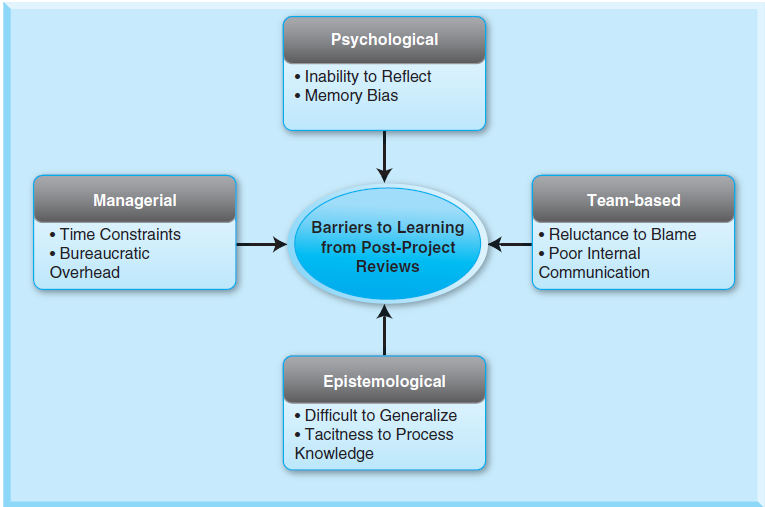 Psychological
• Inability to Reflect
• Memory Bias
Managerial
• Time Constraints
• Bureaucratic
Overhead
Barriers to Learning
from Post-Project
Reviews
Team-based
• Reluctance to Blame
• Poor Internal
Communication
Epistemological
• Difficult to Generalize
• Tacitness to Process
Knowledge